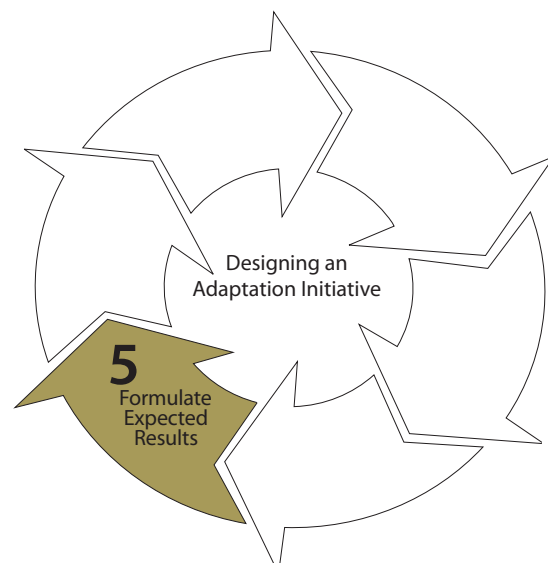 Designing an
Adaptation Initiative
5
Formulate
Expected
Results